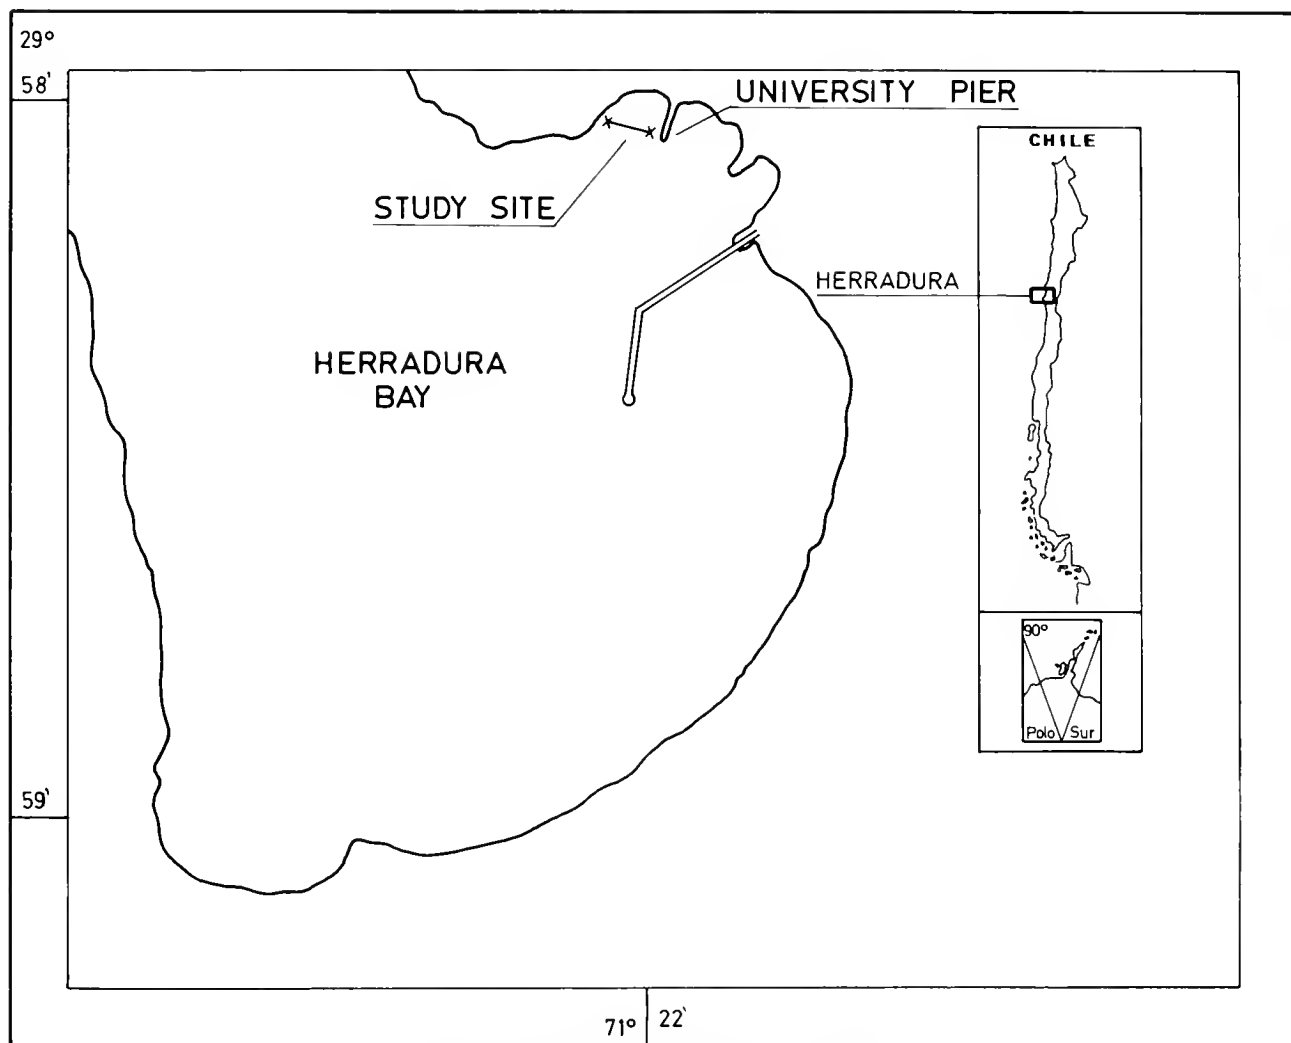 29°
58'
UNIVERSITY PIER
CHILE
STUDY SITE
HERRADURA
HERRADURA
BAY
90°
Polo Sur
59'
71° 22'